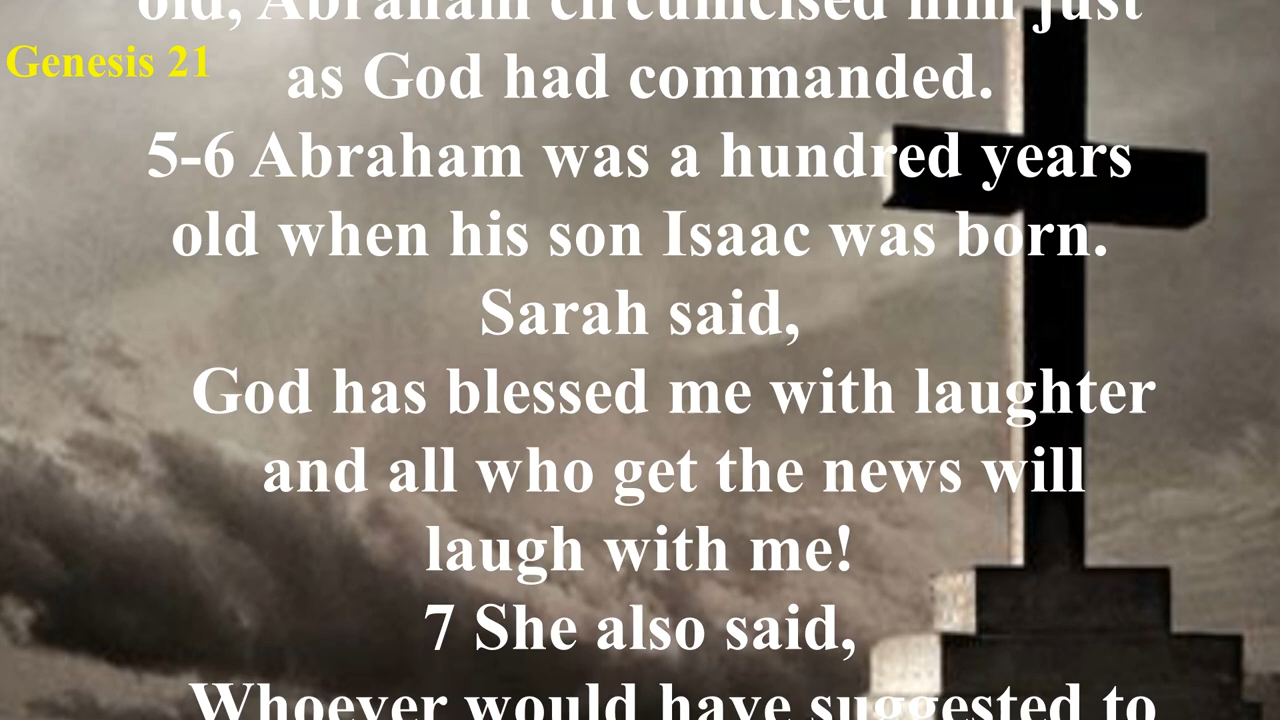 old, Abraham circumcised him just
Genesis 21
as God had commanded.
5-6 Abraham was a hundred years
old when his son Isaac was born.
Sarah said,
God has blessed me with laughter
and all who get the news will
laugh with me!
7 She also said,
Whoever would have suggested to